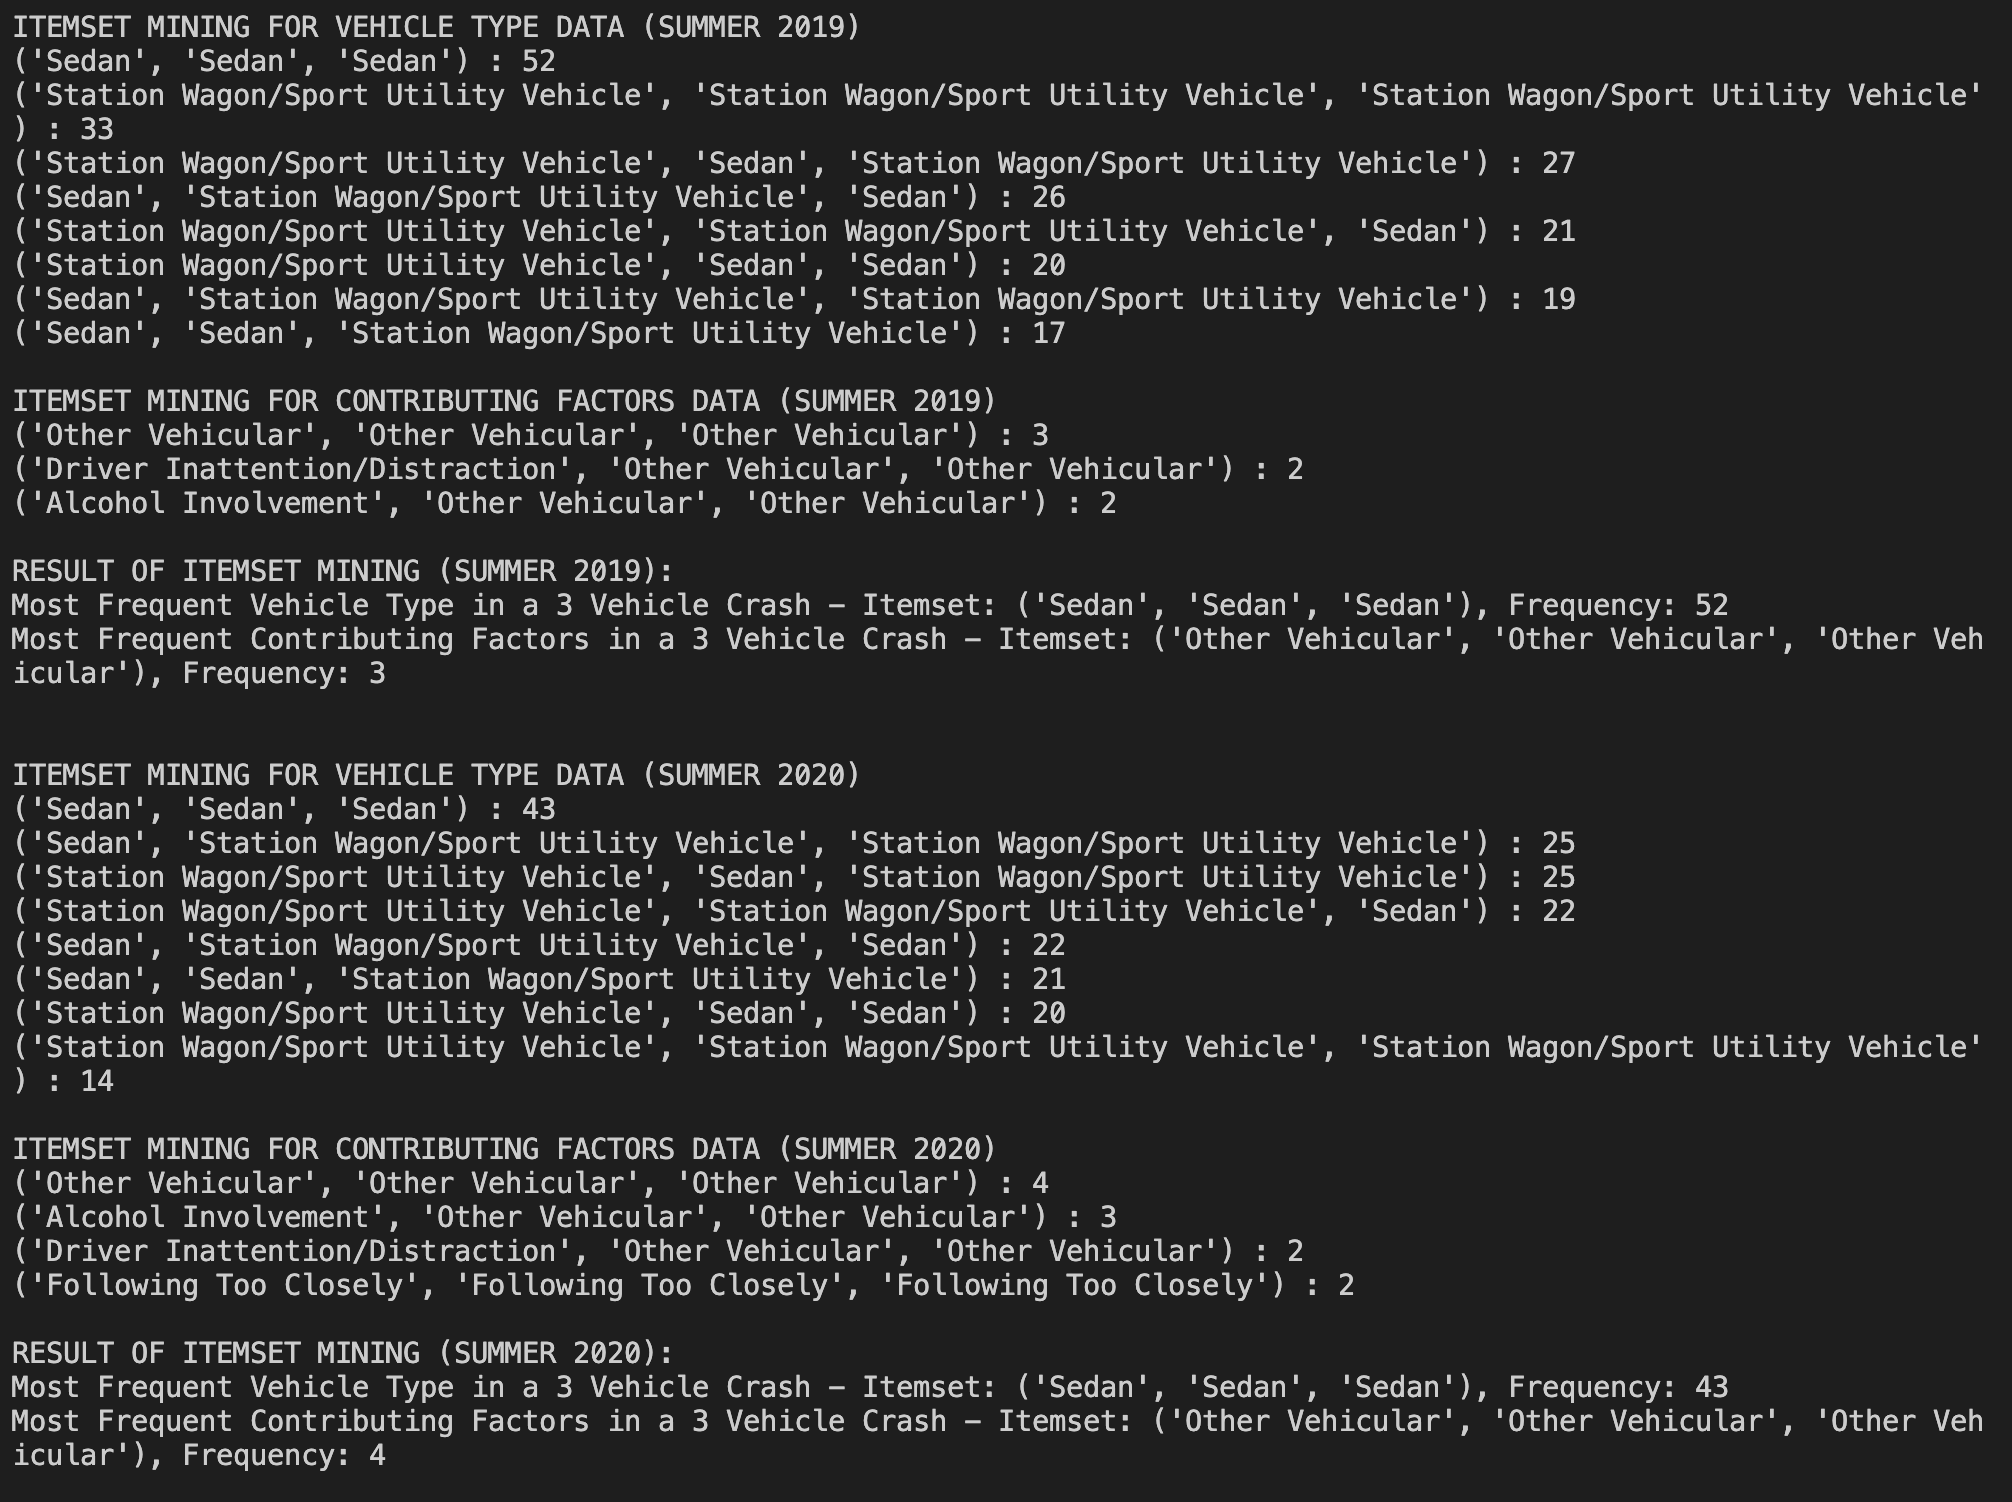 ITEMSET MINING FOR VEHICLE TYPE DATA (SUMMER 2019)
('Sedan', 'Sedan', 'Sedan') : 52
('Station Wagon/Sport Utility Vehicle', 'Station Wagon/Sport Utility Vehicle', 'Station Wagon/Sport Utility Vehicle'
) : 33
('Station Wagon/Sport Utility Vehicle', 'Sedan', 'Station Wagon/Sport Utility Vehicle') : 27
('Sedan', 'Station Wagon/Sport Utility Vehicle', 'Sedan') : 26
('Station Wagon/Sport Utility Vehicle', 'Station Wagon/Sport Utility Vehicle', 'Sedan') : 21
('Station Wagon/Sport Utility Vehicle', 'Sedan', 'Sedan') : 20
('Sedan', 'Station Wagon/Sport Utility Vehicle', 'Station Wagon/Sport Utility Vehicle') : 19
('Sedan', 'Sedan', 'Station Wagon/Sport Utility Vehicle') : 17

ITEMSET MINING FOR CONTRIBUTING FACTORS DATA (SUMMER 2019)
('Other Vehicular', 'Other Vehicular', 'Other Vehicular') : 3
('Driver Inattention/Distraction', 'Other Vehicular', 'Other Vehicular') : 2
('Alcohol Involvement', 'Other Vehicular', 'Other Vehicular') : 2

RESULT OF ITEMSET MINING (SUMMER 2019):
Most Frequent Vehicle Type in a 3 Vehicle Crash – Itemset: ('Sedan', 'Sedan', 'Sedan'), Frequency: 52
Most Frequent Contributing Factors in a 3 Vehicle Crash – Itemset: ('Other Vehicular', 'Other Vehicular', 'Other Veh
icular'), Frequency: 3

ITEMSET MINING FOR VEHICLE TYPE DATA (SUMMER 2020)
('Sedan', 'Sedan', 'Sedan') : 43
('Sedan', 'Station Wagon/Sport Utility Vehicle', 'Station Wagon/Sport Utility Vehicle') : 25
('Station Wagon/Sport Utility Vehicle', 'Sedan', 'Station Wagon/Sport Utility Vehicle') : 25
('Station Wagon/Sport Utility Vehicle', 'Station Wagon/Sport Utility Vehicle', 'Sedan') : 22
('Sedan', 'Station Wagon/Sport Utility Vehicle', 'Sedan') : 22
('Sedan', 'Sedan', 'Station Wagon/Sport Utility Vehicle') : 21
('Station Wagon/Sport Utility Vehicle', 'Sedan', 'Sedan') : 20
('Station Wagon/Sport Utility Vehicle', 'Station Wagon/Sport Utility Vehicle', 'Station Wagon/Sport Utility Vehicle'
) : 14

ITEMSET MINING FOR CONTRIBUTING FACTORS DATA (SUMMER 2020)
('Other Vehicular', 'Other Vehicular', 'Other Vehicular') : 4
('Alcohol Involvement', 'Other Vehicular', 'Other Vehicular') : 3
('Driver Inattention/Distraction', 'Other Vehicular', 'Other Vehicular') : 2
('Following Too Closely', 'Following Too Closely', 'Following Too Closely') : 2

RESULT OF ITEMSET MINING (SUMMER 2020):
Most Frequent Vehicle Type in a 3 Vehicle Crash – Itemset: ('Sedan', 'Sedan', 'Sedan'), Frequency: 43
Most Frequent Contributing Factors in a 3 Vehicle Crash – Itemset: ('Other Vehicular', 'Other Vehicular', 'Other Veh
icular'), Frequency: 4